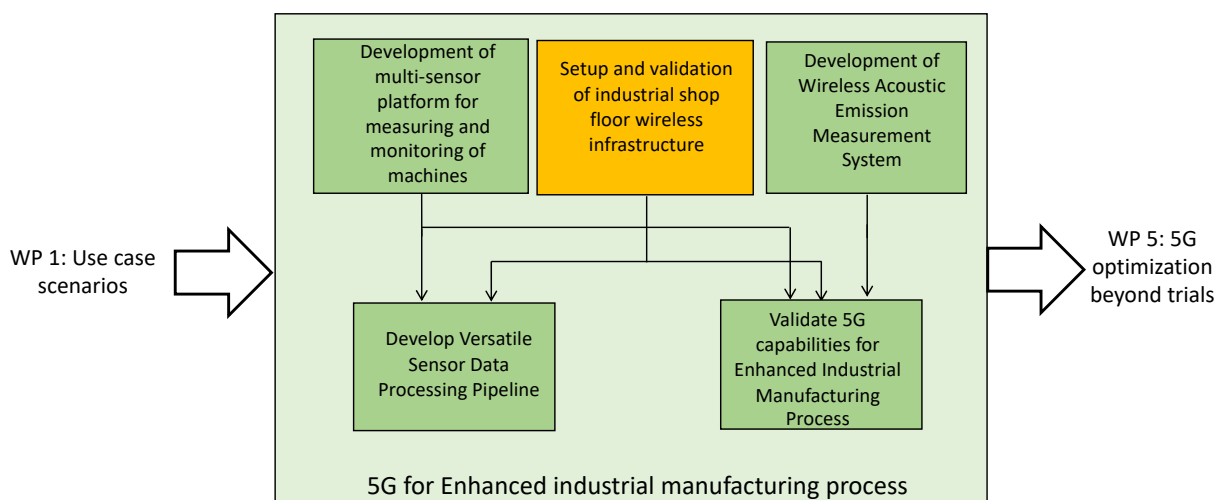 Development of
multi-sensor
platform for
measuring and
monitoring of
machines
Setup and validation
of industrial shop
floor wireless
infrastructure
Development of
Wireless Acoustic
Emission
Measurement
System
WP 1: Use case
scenarios
WP 5: 5G
optimization
beyond trials
Develop Versatile
Sensor Data
Processing Pipeline
Validate 5G
capabilities for
Enhanced Industrial
Manufacturing
Process
5G for Enhanced industrial manufacturing process